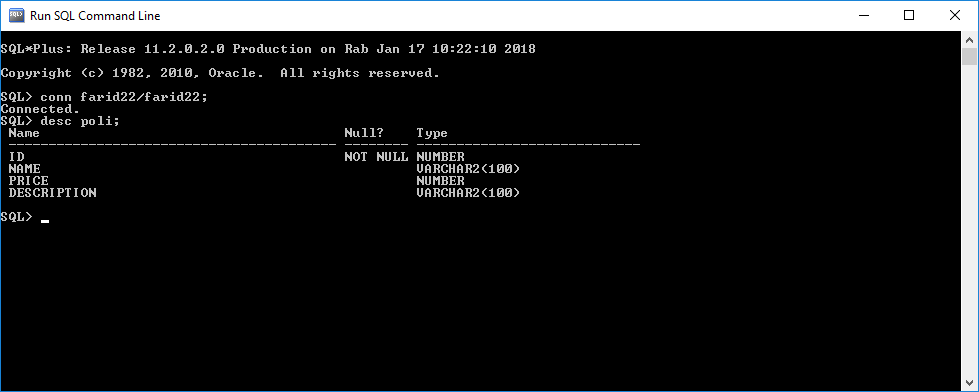 Run SQL Command Line
SQL*Plus: Release 11.2.0.2.0 Production on Rab Jan 17 10:22:10 2018
Copyright (c) 1982, 2010, Oracle.  All rights reserved.
SQL> conn farid22/farid22;
Connected.
SQL> desc poli;
 Name                                      Null?    Type
 ----------------------------------------- -------- ----------------------------
 ID                                        NOT NULL NUMBER
 NAME                                               VARCHAR2(100)
 PRICE                                              NUMBER
 DESCRIPTION                                        VARCHAR2(100)
SQL> _